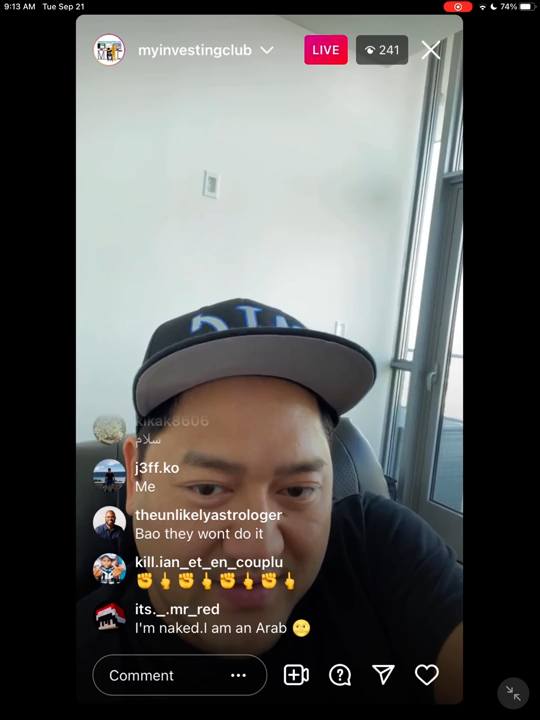 9:13 AM Tue Sep 21
74%
myinvestingclub
LIVE
241
kikak8606
سلام
j3ff.ko
Me
theunlikelyastrologer
Bao they wont do it
kill.ian_et_en_couplu
✊👆✊👆✊👆✊👆
its._.mr_red
I'm naked.I am an Arab 🌝
Comment